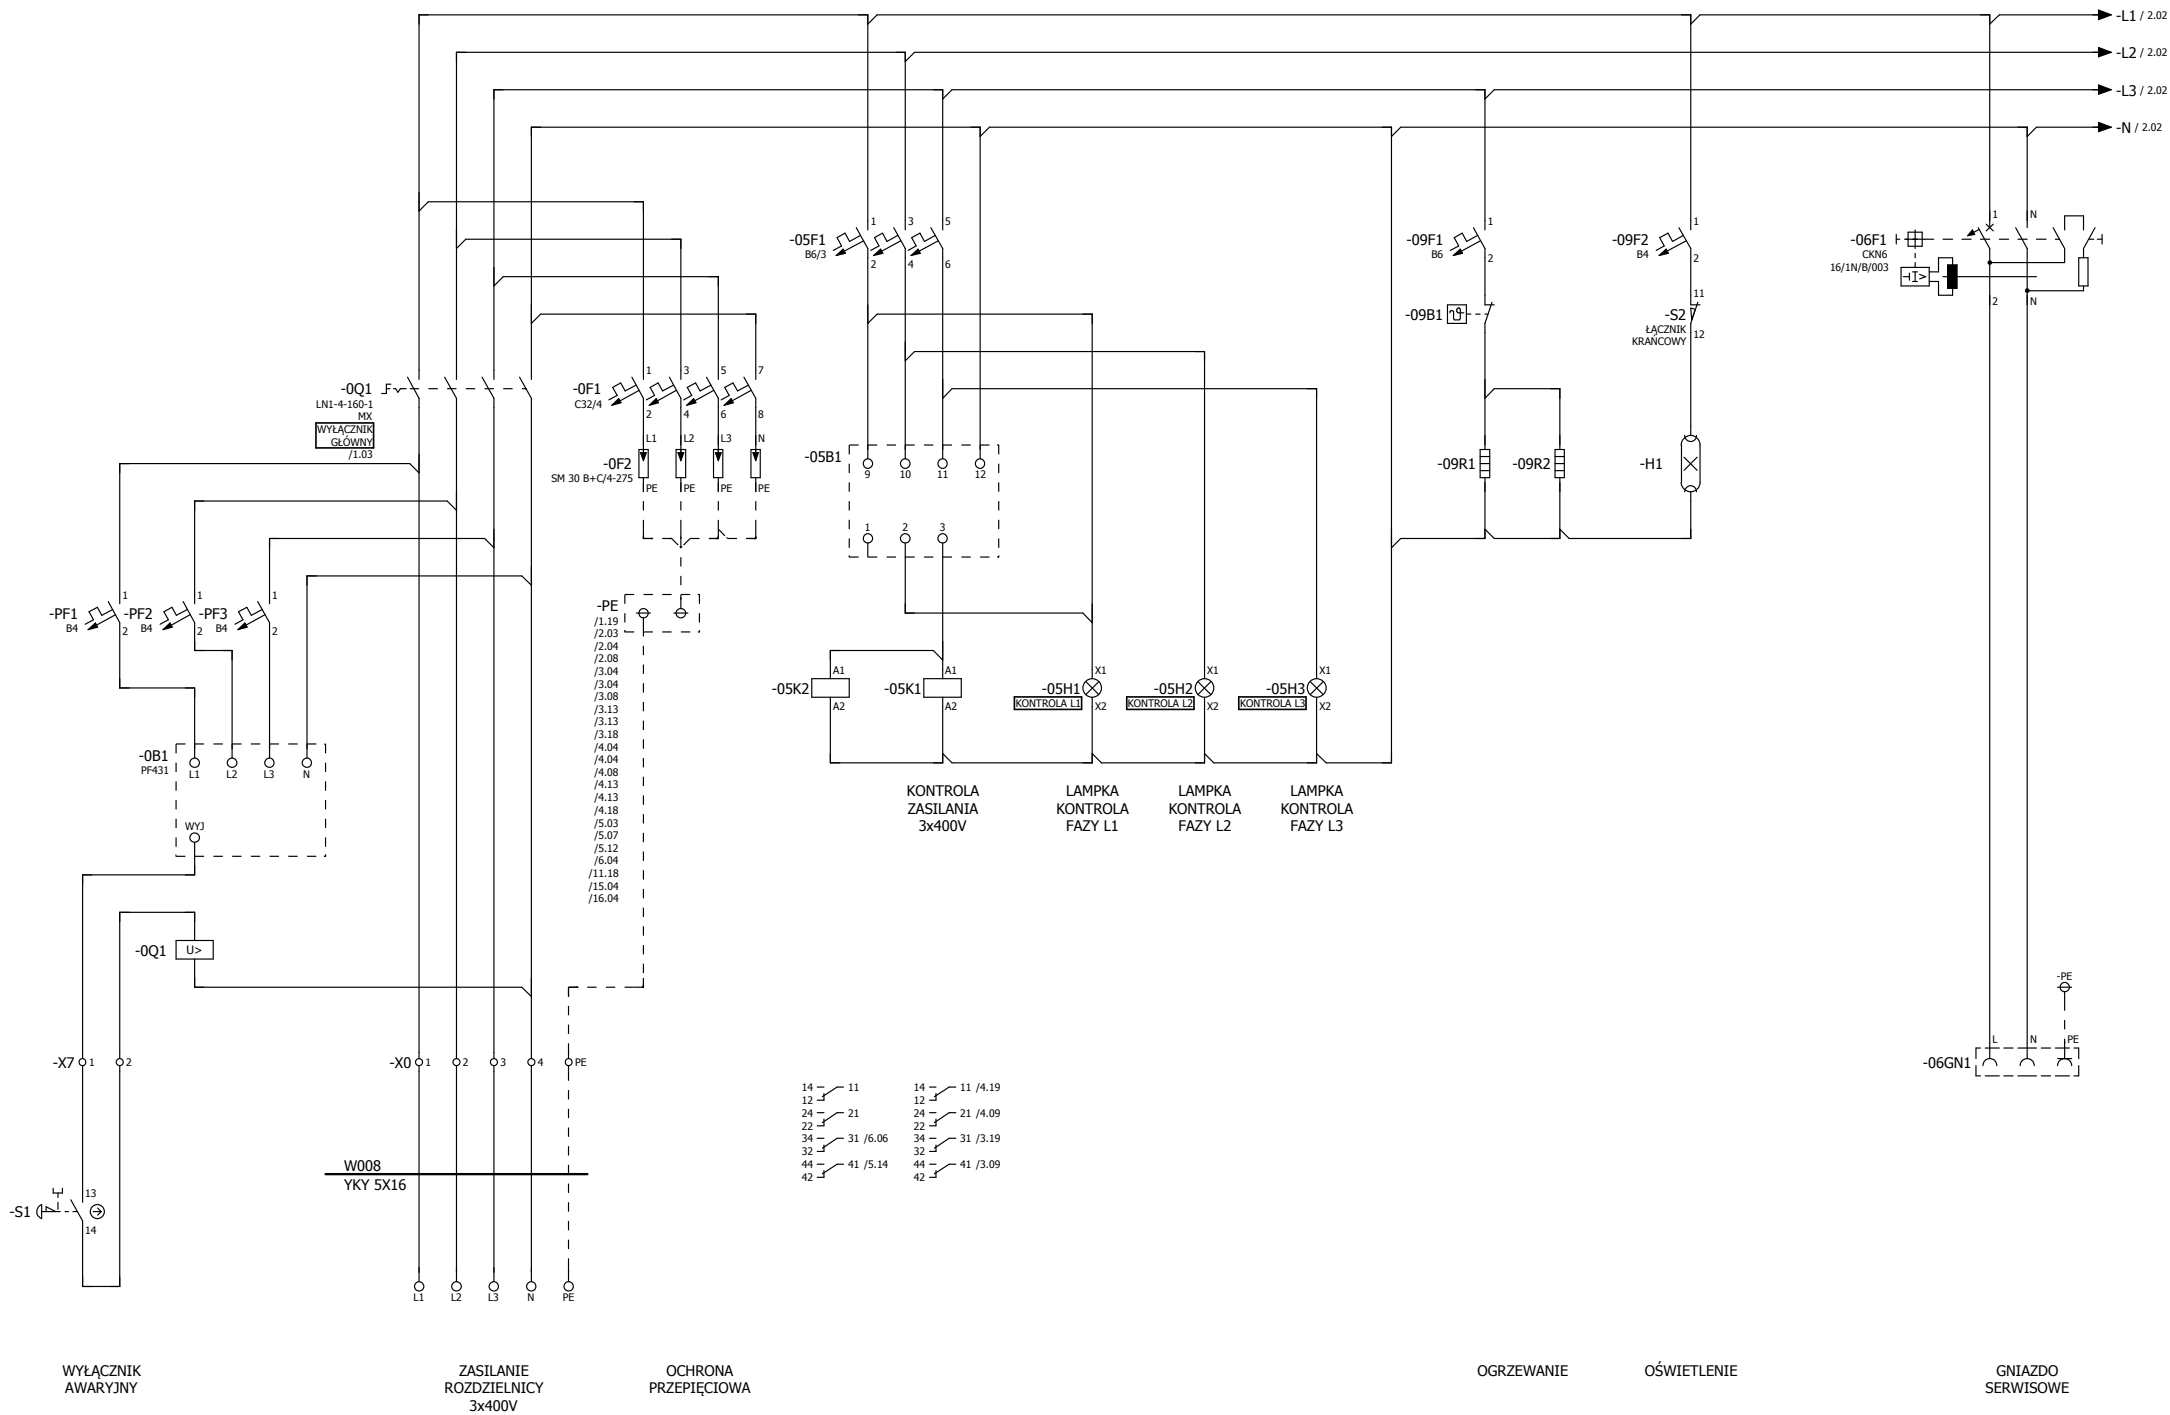 -L1 / 2.02
-L2 / 2.02
-L3 / 2.02
-N / 2.02
-0Q1
LN1-4-160-1
MX
WYŁĄCZNIK
GŁÓWNY
/1.03
-0F1
C32/4
1 3 5 7
2 4 6 8
L1 L2 L3 N
-0F2
SM 30 B+C/4-275
PE PE PE PE
-05F1
B6/3
1 3 5
2 4 6
-05B1
9 10 11 12
1 2 3
-09F1
B6
1
2
-09B1
-09R1
-09R2
-09F2
B4
1
2
-S2
ŁĄCZNIK
KRAŃCOWY
11
12
-H1
-06F1
CKN6
16/1N/B/003
1 N
I>
2 N
-PF1
B4
1
2
-PF2
B4
1
2
-PF3
B4
1
2
-0B1
PF431
L1 L2 L3 N
WYJ
-0Q1
U>
-PE
/1.19
/2.03
/2.04
/2.08
/3.04
/3.04
/3.08
/3.13
/3.13
/3.18
/4.04
/4.04
/4.08
/4.13
/4.13
/4.18
/5.03
/5.07
/5.12
/6.04
/11.18
/15.04
/16.04
-05K2
A1
A2
-05K1
A1
A2
-05H1
KONTROLA L1
X1
X2
-05H2
KONTROLA L2
X1
X2
-05H3
KONTROLA L3
X1
X2
KONTROLA
ZASILANIA
3x400V
LAMPKA
KONTROLA
FAZY L1
LAMPKA
KONTROLA
FAZY L2
LAMPKA
KONTROLA
FAZY L3
-PE
L N PE
-06GN1
-X7 1 2
-X0 1 2 3 4 PE
14 11
12
24 21
22
34 31 /6.06
32
44 41 /5.14
42
14 11 /4.19
12
24 21 /4.09
22
34 31 /3.19
32
44 41 /3.09
42
W008
YKY 5X16
-S1
13
14
L1 L2 L3 N PE
WYŁĄCZNIK
AWARYJNY
ZASILANIE
ROZDZIELNICY
3x400V
OCHRONA
PRZEPIĘCIOWA
OGRZEWANIE
OŚWIETLENIE
GNIAZDO
SERWISOWE